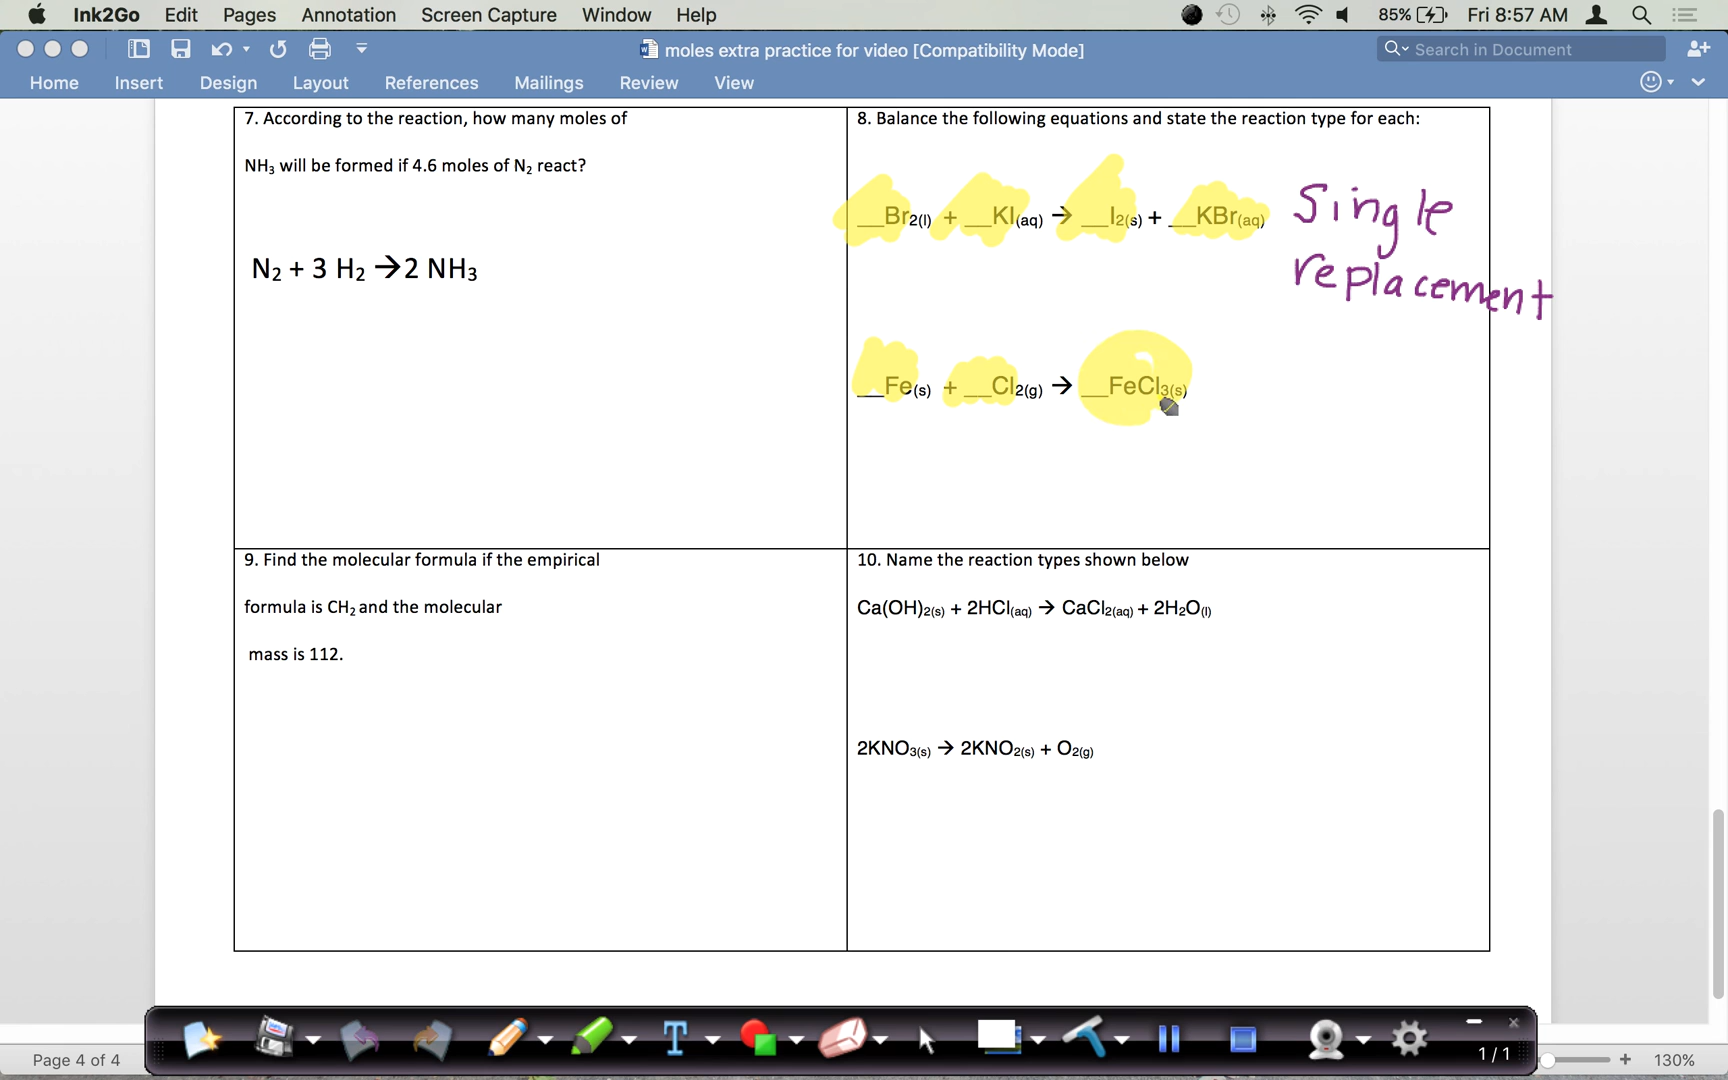 Ink2Go Edit Pages Annotation Screen Capture Window Help 85% Fri 8:57 AM
moles extra practice for video [Compatibility Mode] Search in Document
Home Insert Design Layout References Mailings Review View
7. According to the reaction, how many moles of
NH₃ will be formed if 4.6 moles of N₂ react?
N₂ + 3 H₂ →2 NH₃
8. Balance the following equations and state the reaction type for each:
__Br₂(l) + __KI(aq) → __I₂(s) + __KBr(aq)
Single
replacement
__Fe(s) + __Cl₂(g) → __FeCl₃(s)
9. Find the molecular formula if the empirical
formula is CH₂ and the molecular
mass is 112.
10. Name the reaction types shown below
Ca(OH)₂(s) + 2HCl(aq) → CaCl₂(aq) + 2H₂O(l)
2KNO₃(s) → 2KNO₂(s) + O₂(g)
T
1 / 1
Page 4 of 4 130%